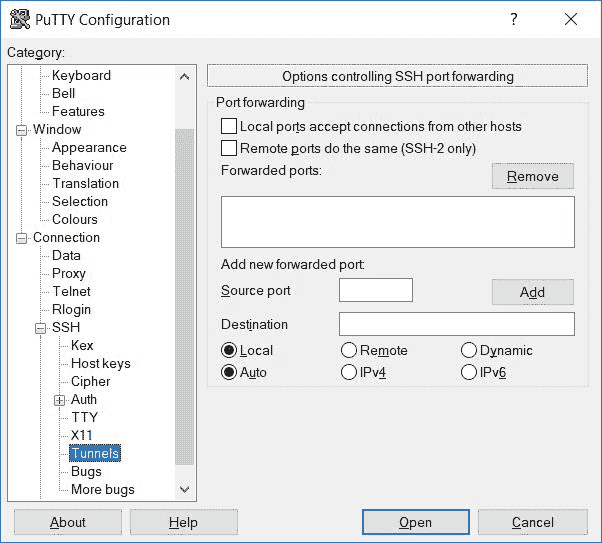 PuTTY Configuration
Category:
Keyboard
Bell
Features
Window
Appearance
Behaviour
Translation
Selection
Colours
Connection
Data
Proxy
Telnet
Rlogin
SSH
Kex
Host keys
Cipher
Auth
TTY
X11
Tunnels
Bugs
More bugs
Options controlling SSH port forwarding
Port forwarding
Local ports accept connections from other hosts
Remote ports do the same (SSH-2 only)
Forwarded ports:
Remove
Add new forwarded port:
Source port
Add
Destination
Local Remote Dynamic
Auto IPv4 IPv6
About Help Open Cancel